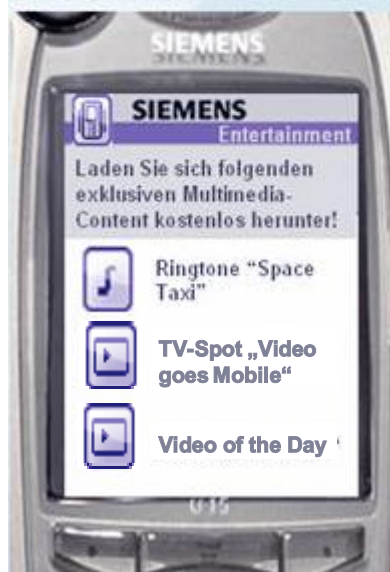 SIEMENS
SIEMENS
Entertainment
Laden Sie sich folgenden
exklusiven Multimedia-
Content kostenlos herunter!
Ringtone “Space
Taxi”
TV-Spot „Video
goes Mobile“
Video of the Day
U15